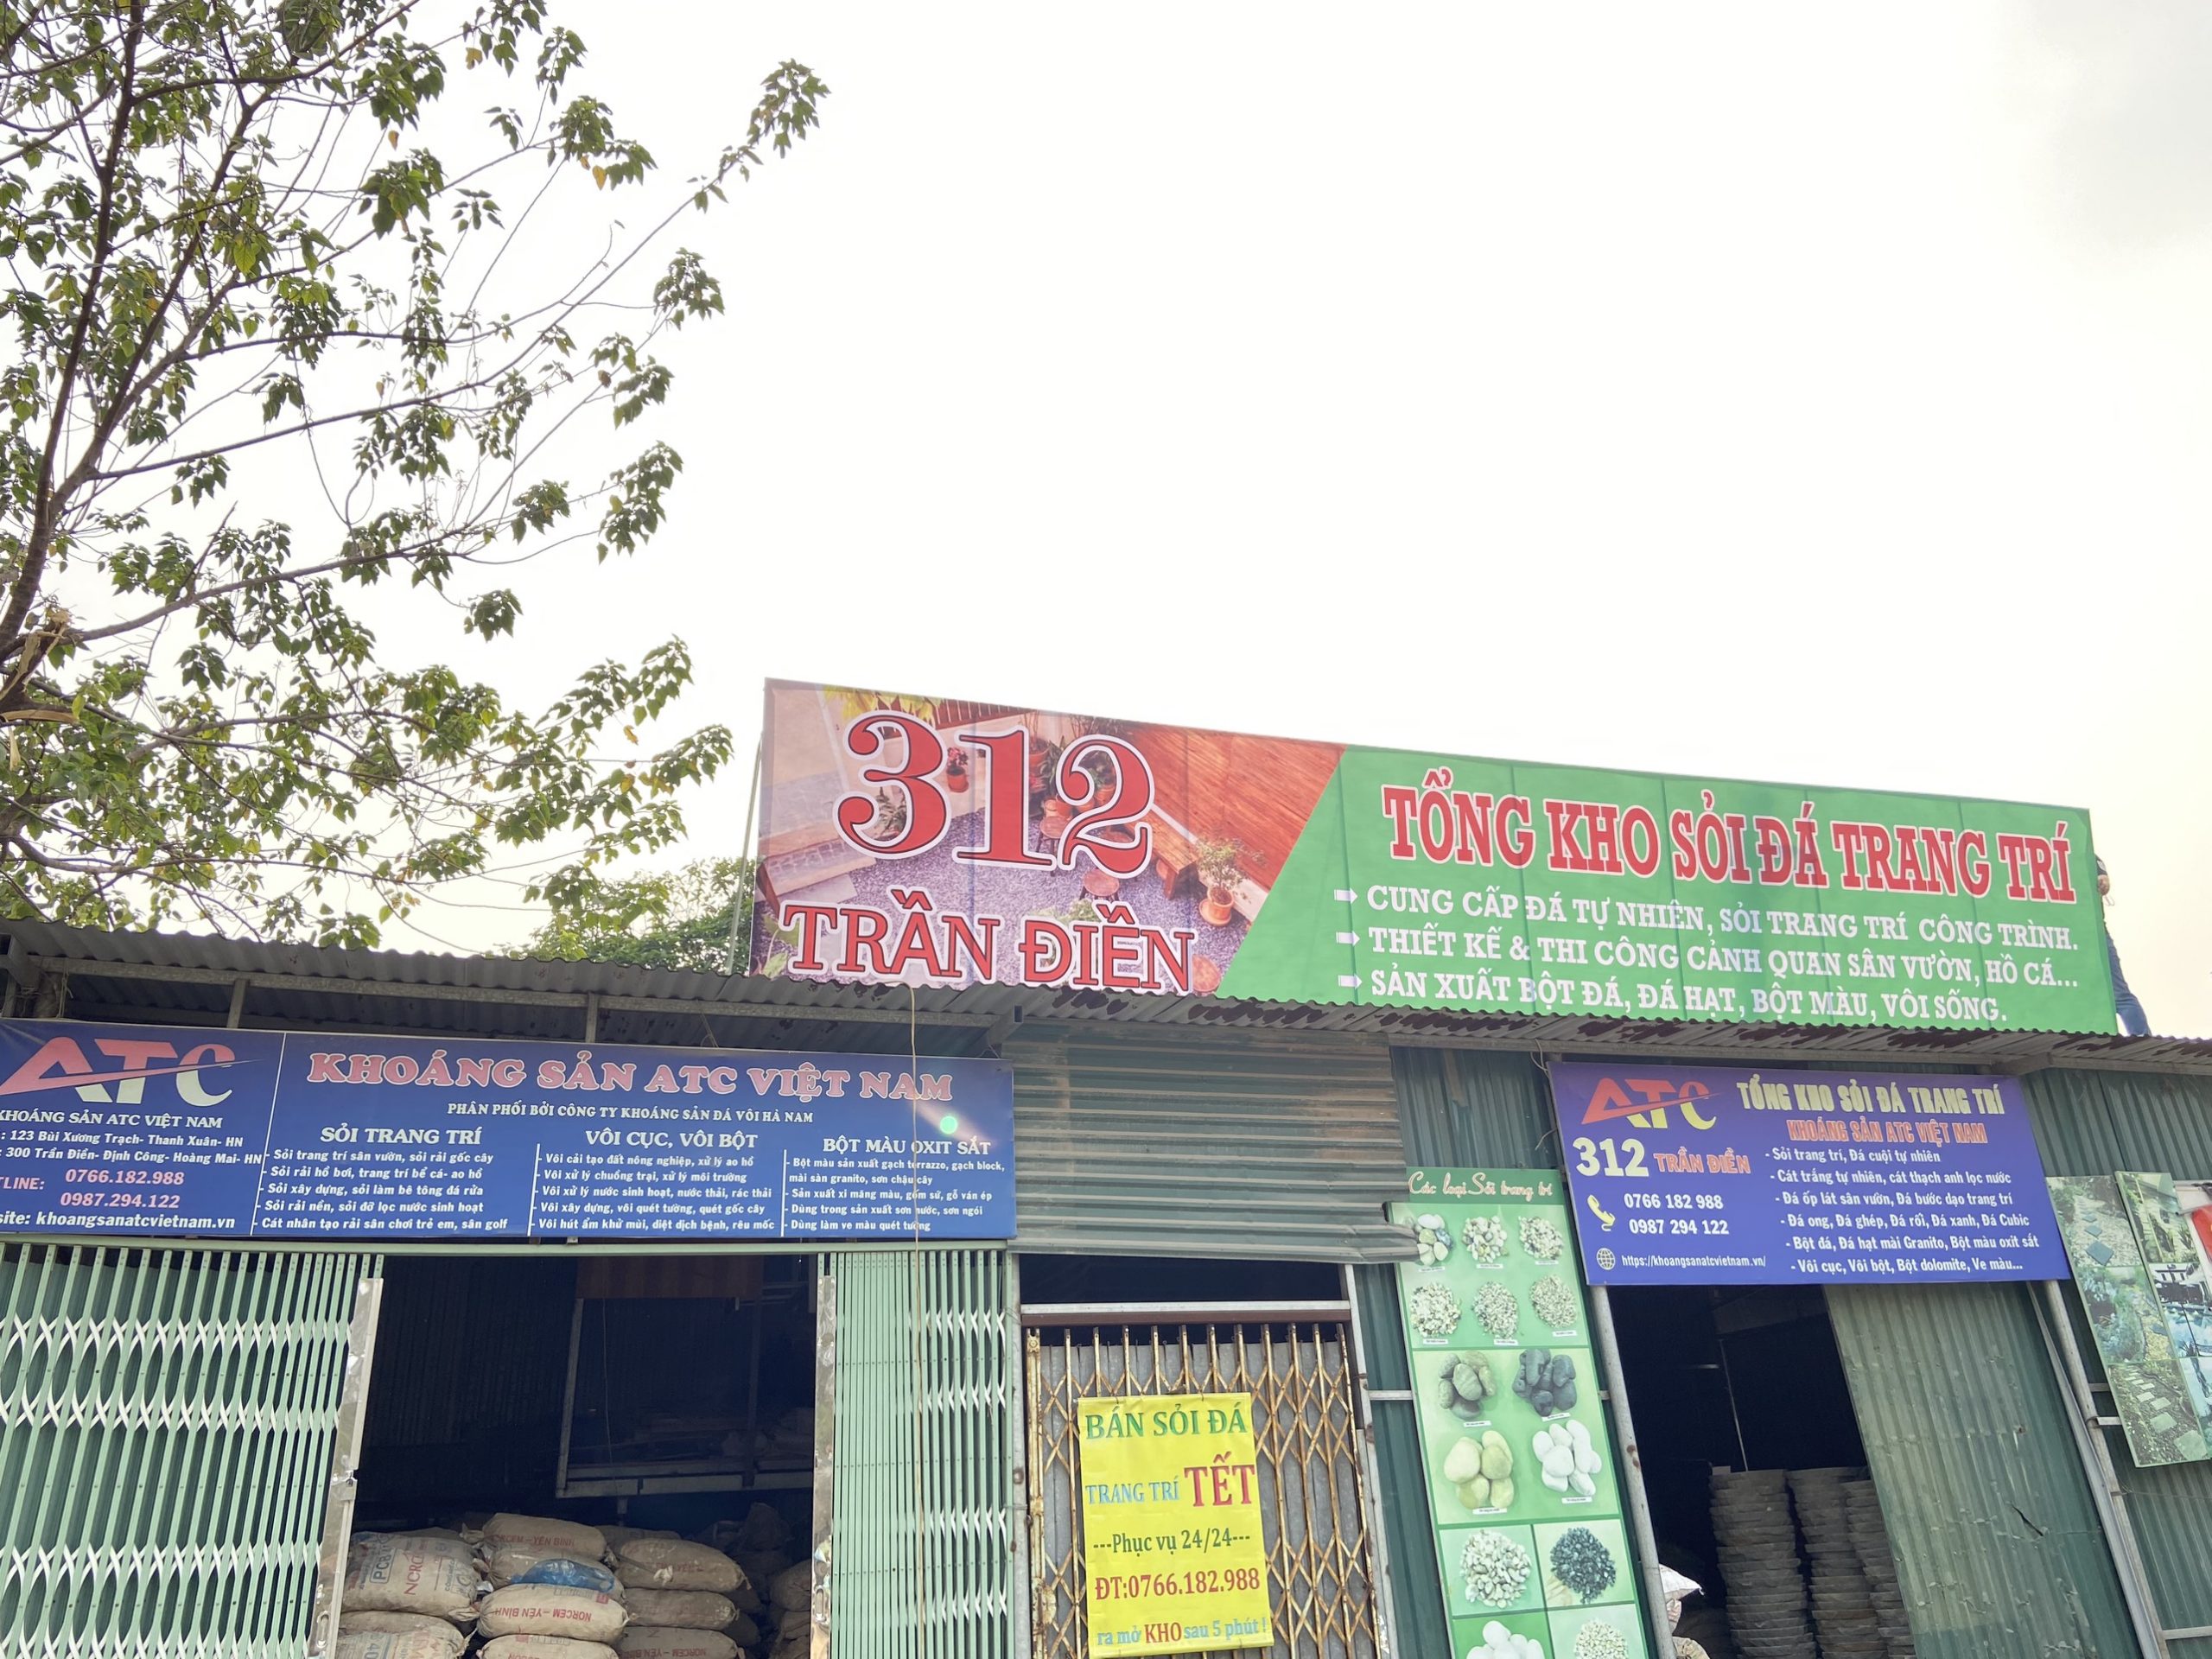 312
TRẦN ĐIỀN
TỔNG KHO SỎI ĐÁ TRANG TRÍ
CUNG CẤP ĐÁ TỰ NHIÊN, SỎI TRANG TRÍ CÔNG TRÌNH.
THIẾT KẾ & THI CÔNG CẢNH QUAN SÂN VƯỜN, HỒ CÁ...
SẢN XUẤT BỘT ĐÁ, ĐÁ HẠT, BỘT MÀU, VÔI SỐNG.
ATC
KHOÁNG SẢN ATC VIỆT NAM
: 123 Bùi Xương Trạch- Thanh Xuân- HN
: 300 Trần Điền- Định Công- Hoàng Mai- HN
TLINE: 0766.182.988
0987.294.122
site: khoangsanatcvietnam.vn
KHOÁNG SẢN ATC VIỆT NAM
PHÂN PHỐI BỞI CÔNG TY KHOÁNG SẢN ĐÁ VÔI HÀ NAM
SỎI TRANG TRÍ
- Sỏi trang trí sân vườn, sỏi rải gốc cây
- Sỏi rải hồ bơi, trang trí bể cá- ao hồ
- Sỏi xây dựng, sỏi làm bê tông đá rửa
- Sỏi rải nền, sỏi đỡ lọc nước sinh hoạt
- Cát nhân tạo rải sân chơi trẻ em, sân golf
VÔI CỤC, VÔI BỘT
- Vôi cải tạo đất nông nghiệp, xử lý ao hồ
- Vôi xử lý chuồng trại, xử lý môi trường
- Vôi xử lý nước sinh hoạt, nước thải, rác thải
- Vôi xây dựng, vôi quét tường, quét gốc cây
- Vôi hút ẩm khử mùi, diệt dịch bệnh, rêu mốc
BỘT MÀU OXIT SẮT
- Bột màu sản xuất gạch terrazzo, gạch block,
mài sàn granito, sơn chậu cây
- Sản xuất xi măng màu, gốm sứ, gỗ ván ép
- Dùng trong sản xuất sơn nước, sơn ngói
- Dùng làm ve màu quét tường
ATC
TỔNG KHO SỎI ĐÁ TRANG TRÍ
KHOÁNG SẢN ATC VIỆT NAM
312 TRẦN ĐIỀN
0766 182 988
0987 294 122
https://khoangsanatcvietnam.vn/
- Sỏi trang trí, Đá cuội tự nhiên
- Cát trắng tự nhiên, cát thạch anh lọc nước
- Đá ốp lát sân vườn, Đá bước dạo trang trí
- Đá ong, Đá ghép, Đá rối, Đá xanh, Đá Cubic
- Bột đá, Đá hạt mài Granito, Bột màu oxit sắt
- Vôi cục, Vôi bột, Bột dolomite, Ve màu...
Các loại Sỏi trang trí
BÁN SỎI ĐÁ
TRANG TRÍ TẾT
---Phục vụ 24/24---
ĐT:0766.182.988
ra mở KHO sau 5 phút !
NORCEM - YÊN BÌNH
NORCEM - YÊN BÌNH